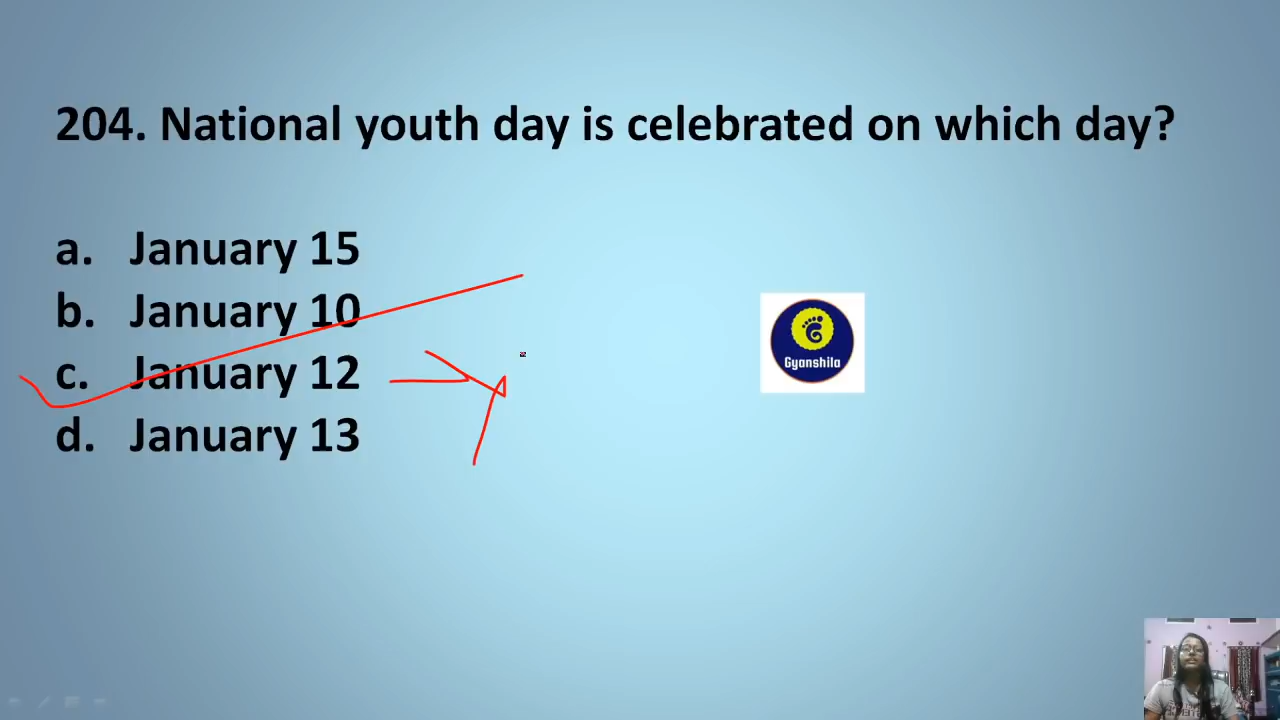 204. National youth day is celebrated on which day?
a. January 15
b. January 10
c. January 12
d. January 13
Gyanshila